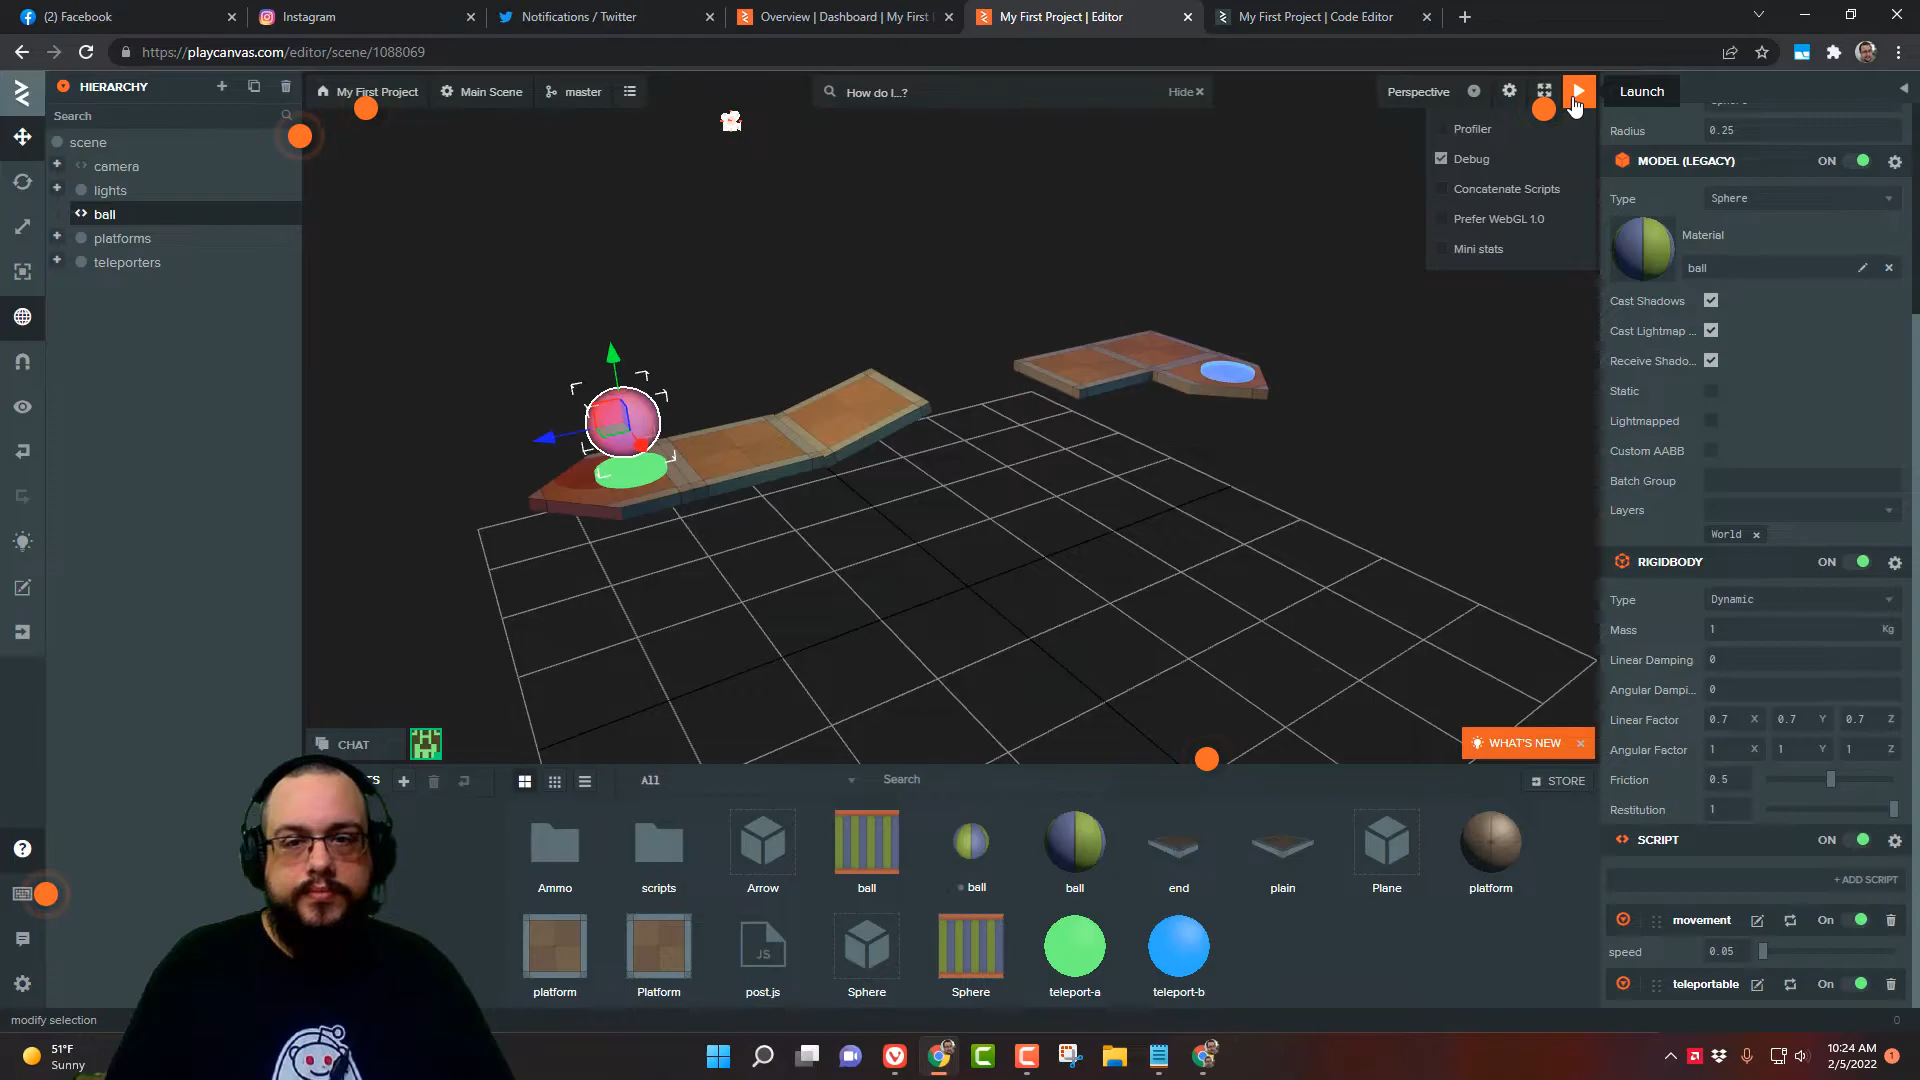 (2) Facebook
Instagram
Notifications / Twitter
Overview | Dashboard | My First
My First Project | Editor
My First Project | Code Editor
https://playcanvas.com/editor/scene/1088069
HIERARCHY
Search
scene
camera
lights
ball
platforms
teleporters
My First Project
Main Scene
master
How do I...?
Hide
Perspective
Launch
Profiler
Debug
Concatenate Scripts
Prefer WebGL 1.0
Mini stats
Radius
0.25
MODEL (LEGACY)
ON
Type
Sphere
Material
ball
Cast Shadows
Cast Lightmap ...
Receive Shado...
Static
Lightmapped
Custom AABB
Batch Group
Layers
World
RIGIDBODY
ON
Type
Dynamic
Mass
1
Kg
Linear Damping
0
Angular Dampi...
0
Linear Factor
0.7 X 0.7 Y 0.7 Z
Angular Factor
1 X 1 Y 1 Z
Friction
0.5
Restitution
1
SCRIPT
ON
+ ADD SCRIPT
movement
On
speed
0.05
teleportable
On
CHAT
WHAT'S NEW
All
Search
STORE
Ammo
scripts
Arrow
ball
ball
ball
end
plain
Plane
platform
platform
Platform
JS
post.js
Sphere
Sphere
teleport-a
teleport-b
modify selection
0
51°F
Sunny
10:24 AM
2/5/2022
1